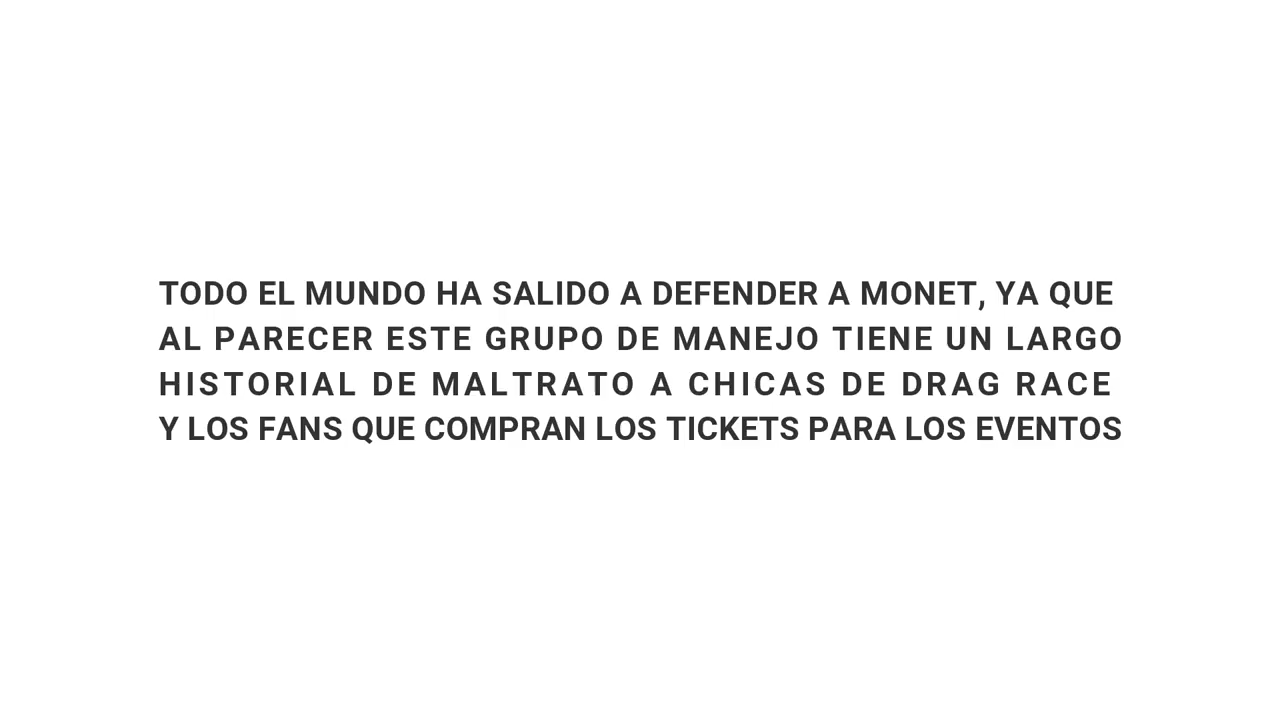 TODO EL MUNDO HA SALIDO A DEFENDER A MONET, YA QUE
AL PARECER ESTE GRUPO DE MANEJO TIENE UN LARGO
HISTORIAL DE MALTRATO A CHICAS DE DRAG RACE
Y LOS FANS QUE COMPRAN LOS TICKETS PARA LOS EVENTOS